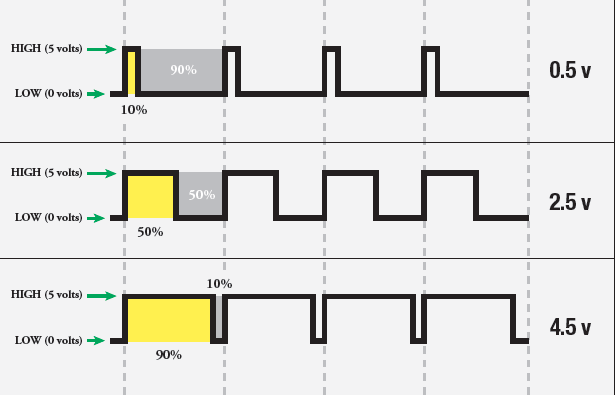 HIGH (5 volts)
90%
0.5 v
LOW (0 volts)
10%
HIGH (5 volts)
50%
2.5 v
LOW (0 volts)
50%
10%
HIGH (5 volts)
4.5 v
LOW (0 volts)
90%